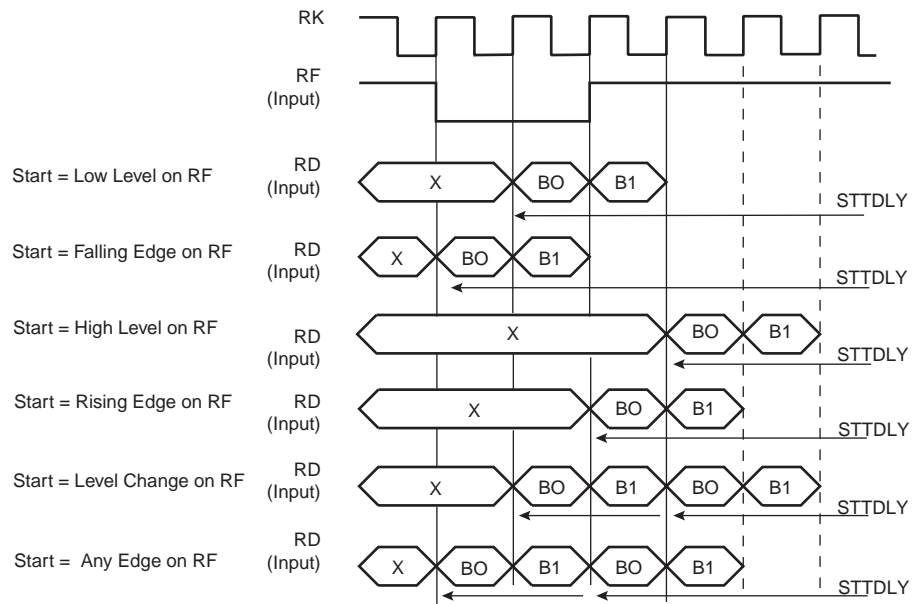 RK
RF
(Input)
Start = Low Level on RF
RD
(Input)
X
BO
B1
STTDLY
Start = Falling Edge on RF
RD
(Input)
X
BO
B1
STTDLY
Start = High Level on RF
RD
(Input)
X
BO
B1
STTDLY
Start = Rising Edge on RF
RD
(Input)
X
BO
B1
STTDLY
Start = Level Change on RF
RD
(Input)
X
BO
B1
BO
B1
STTDLY
Start = Any Edge on RF
RD
(Input)
X
BO
B1
BO
B1
STTDLY